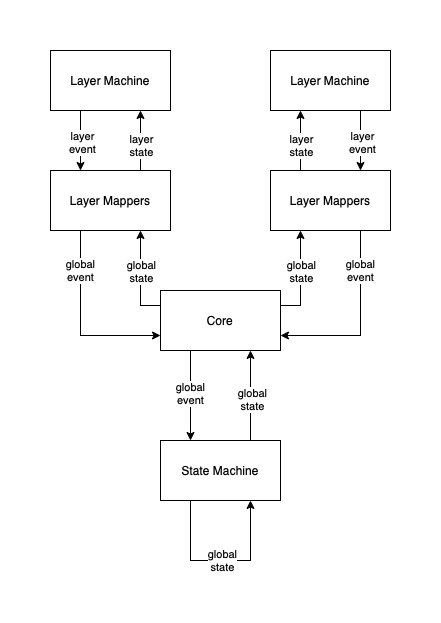 Layer Machine
Layer Machine
layer
event
layer
state
layer
state
layer
event
Layer Mappers
Layer Mappers
global
event
global
state
global
state
global
event
Core
global
event
global
state
State Machine
global
state